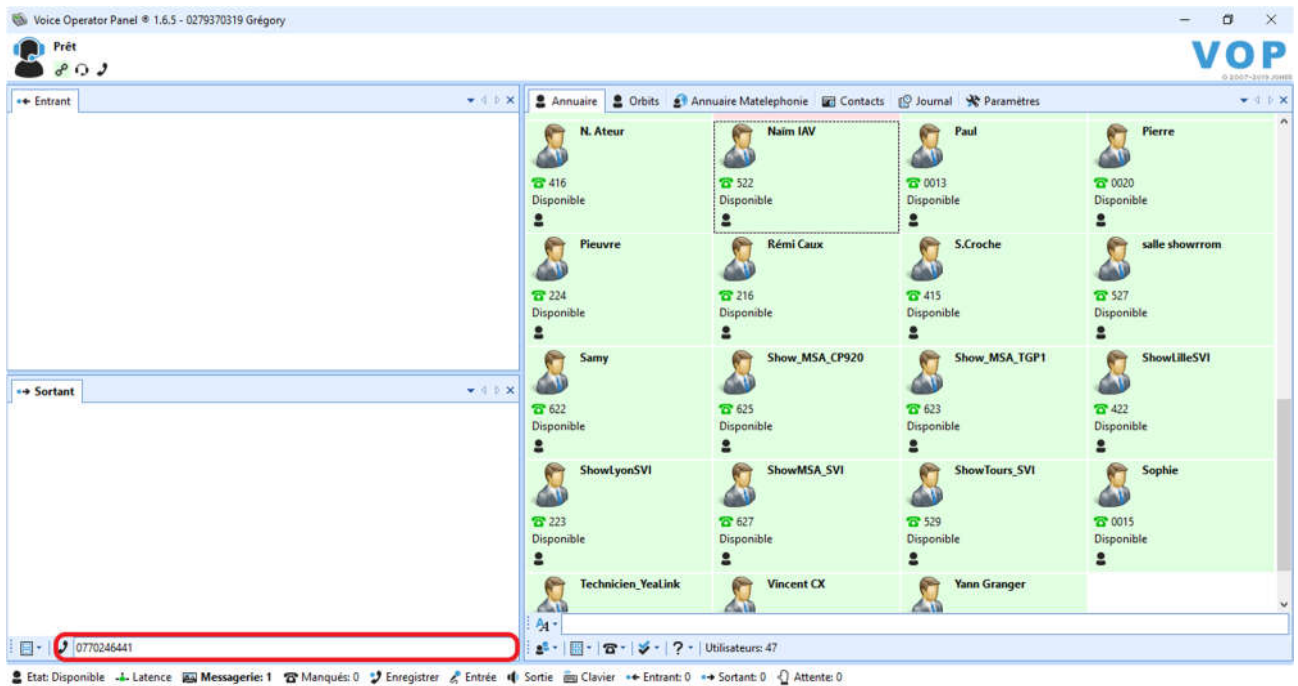 Voice Operator Panel ® 1.6.5 - 0279370319 Grégory
Prêt
VOP
© 2007-2019 JOHER
Entrant
Annuaire Orbits Annuaire Matelephonie Contacts Journal Paramètres
N. Ateur Naïm IAV Paul Pierre
416 522 0013 0020
Disponible Disponible Disponible Disponible
Pieuvre Rémi Caux S.Croche salle showrrom
224 216 415 527
Disponible Disponible Disponible Disponible
Sortant
Samy Show_MSA_CP920 Show_MSA_TGP1 ShowLilleSVI
622 625 623 422
Disponible Disponible Disponible Disponible
ShowLyonSVI ShowMSA_SVI ShowTours_SVI Sophie
223 627 529 0015
Disponible Disponible Disponible Disponible
Technicien_YeaLink Vincent CX Yann Granger
0770246441
Utilisateurs: 47
Etat: Disponible Latence Messagerie: 1 Manqués: 0 Enregistrer Entrée Sortie Clavier Entrant: 0 Sortant: 0 Attente: 0